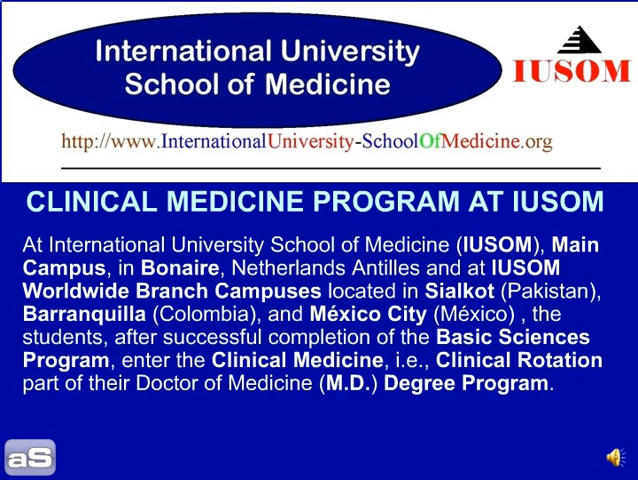 International University
School of Medicine
IUSOM
http://www.InternationalUniversity-SchoolOfMedicine.org
CLINICAL MEDICINE PROGRAM AT IUSOM
At International University School of Medicine (IUSOM), Main
Campus, in Bonaire, Netherlands Antilles and at IUSOM
Worldwide Branch Campuses located in Sialkot (Pakistan),
Barranquilla (Colombia), and México City (México) , the
students, after successful completion of the Basic Sciences
Program, enter the Clinical Medicine, i.e., Clinical Rotation
part of their Doctor of Medicine (M.D.) Degree Program.
aS